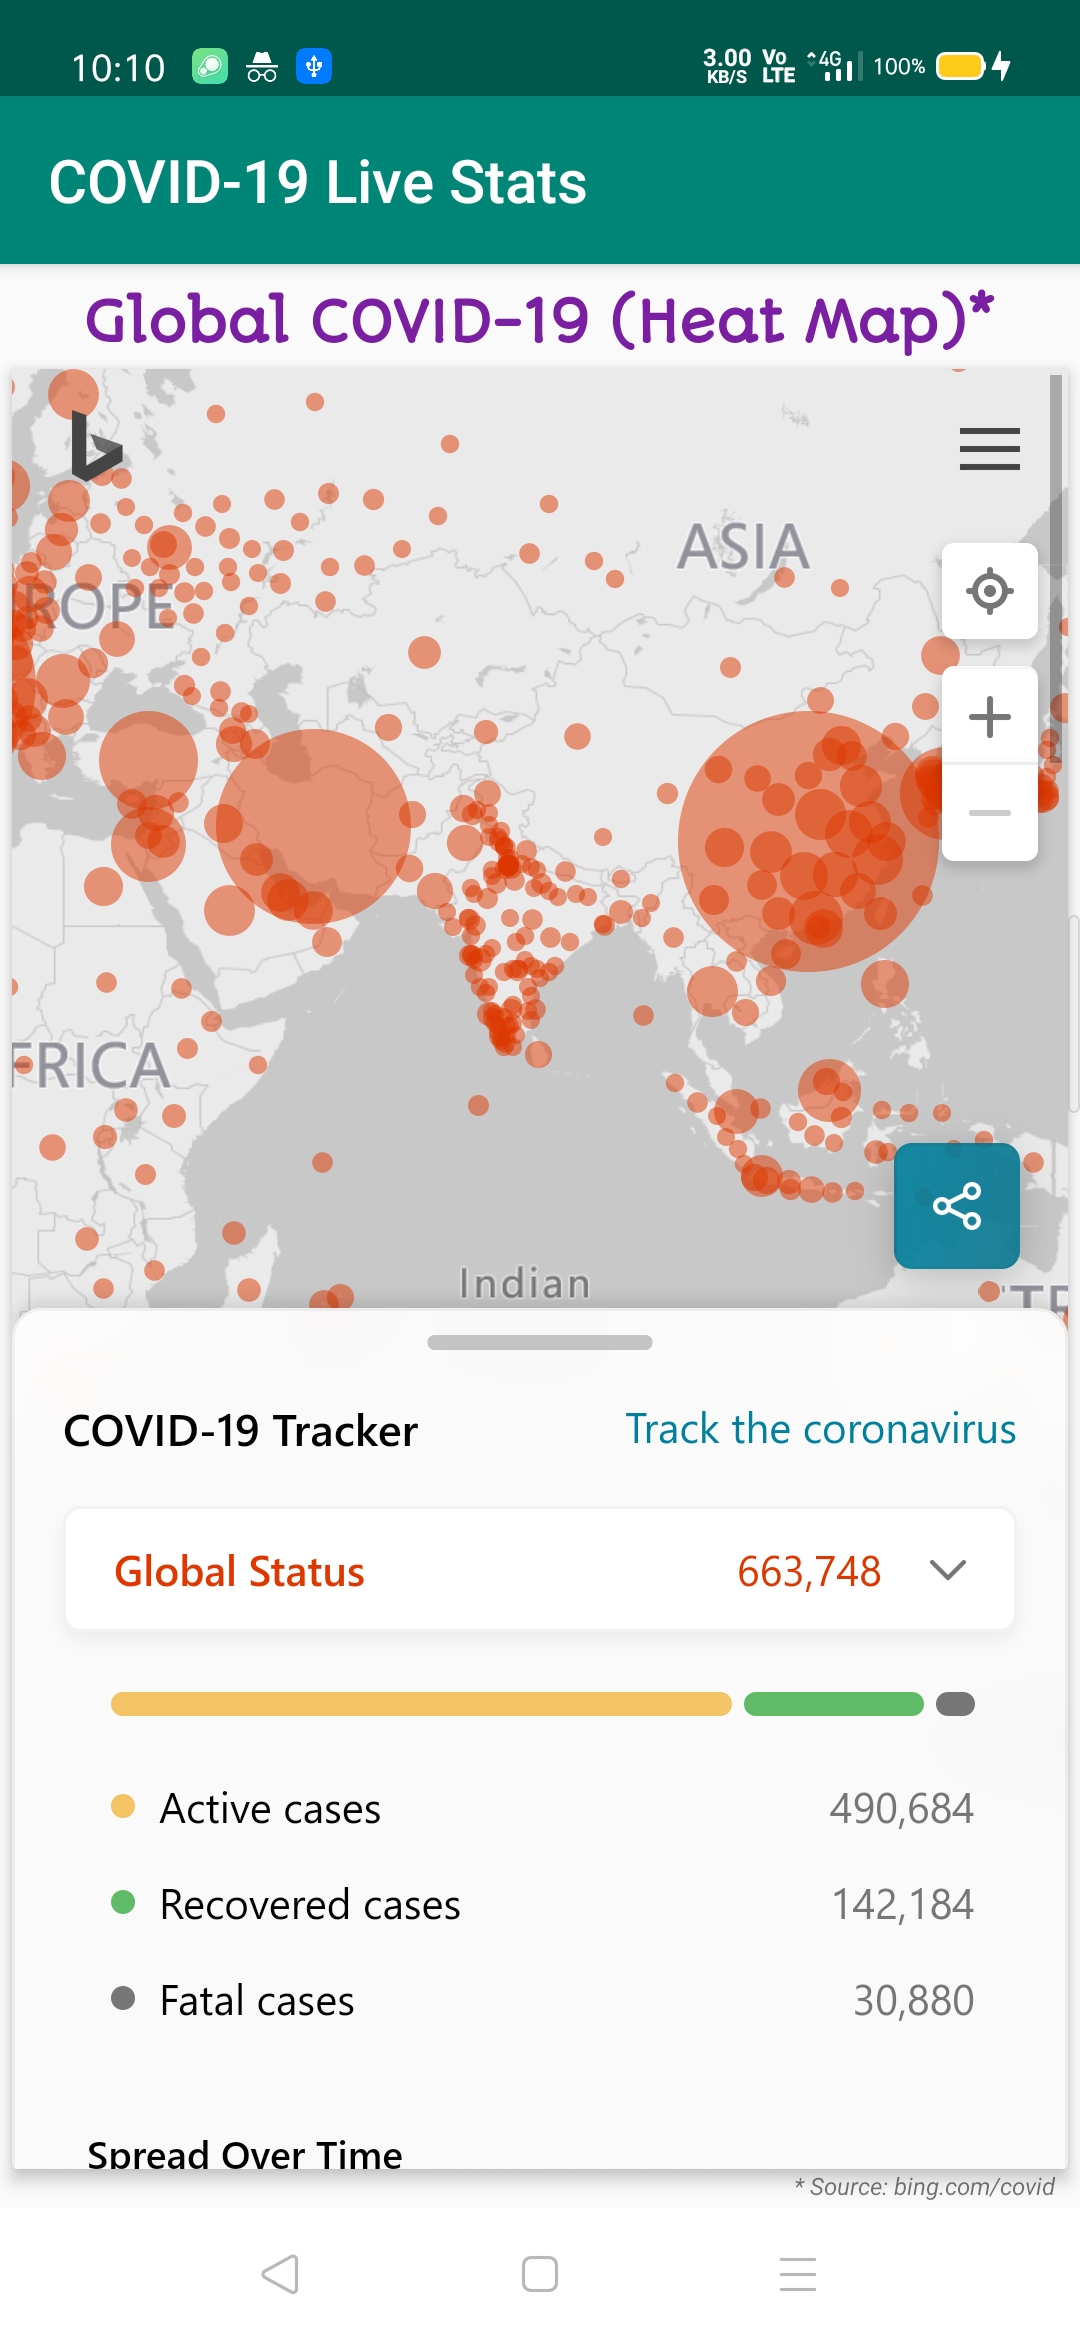 10:10
3.00 KB/S Vo LTE 4G 100%
COVID-19 Live Stats
Global COVID-19 (Heat Map)*
ASIA
ROPE
FRICA
Indian
COVID-19 Tracker Track the coronavirus
Global Status 663,748
Active cases 490,684
Recovered cases 142,184
Fatal cases 30,880
Spread Over Time
* Source: bing.com/covid